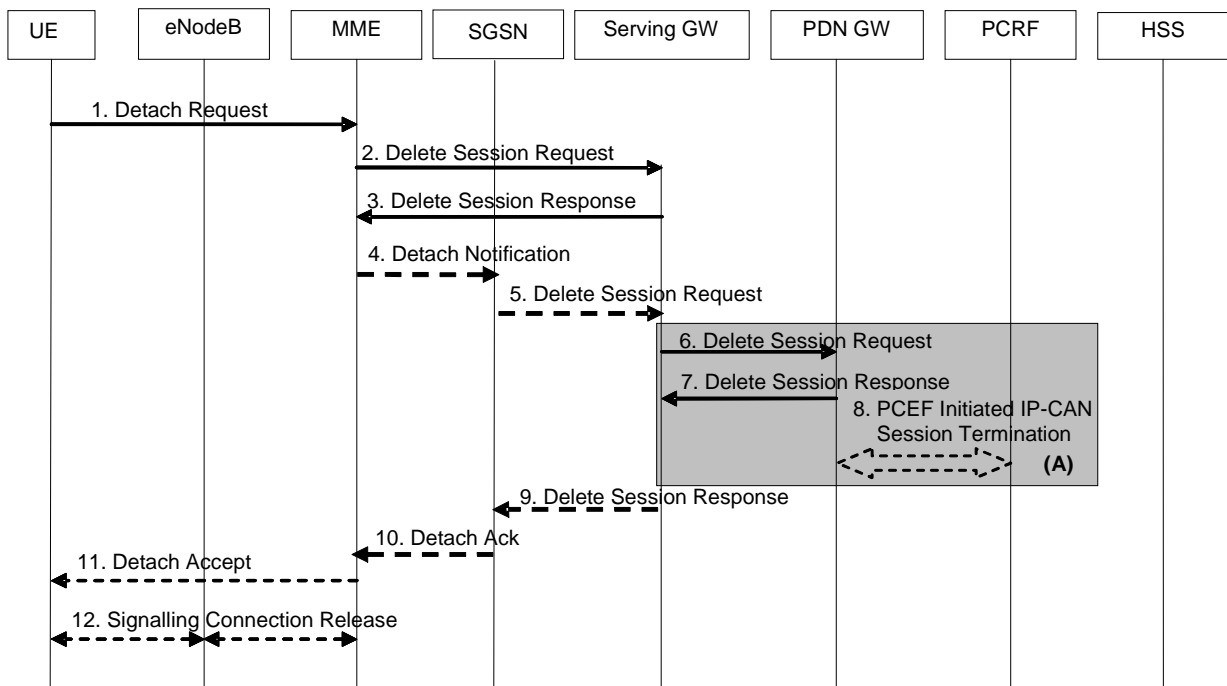 UE
eNodeB
MME
SGSN
Serving GW
PDN GW
PCRF
HSS
1. Detach Request
2. Delete Session Request
3. Delete Session Response
4. Detach Notification
5. Delete Session Request
6. Delete Session Request
7. Delete Session Response
8. PCEF Initiated IP-CAN
Session Termination
(A)
9. Delete Session Response
10. Detach Ack
11. Detach Accept
12. Signalling Connection Release